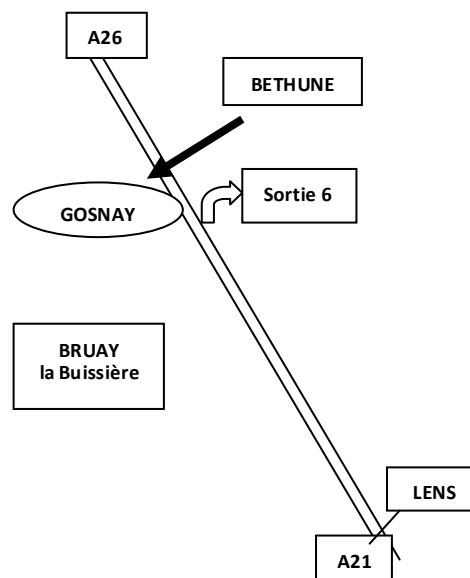 A26
BETHUNE
Sortie 6
GOSNAY
BRUAY
la Buissière
LENS
A21